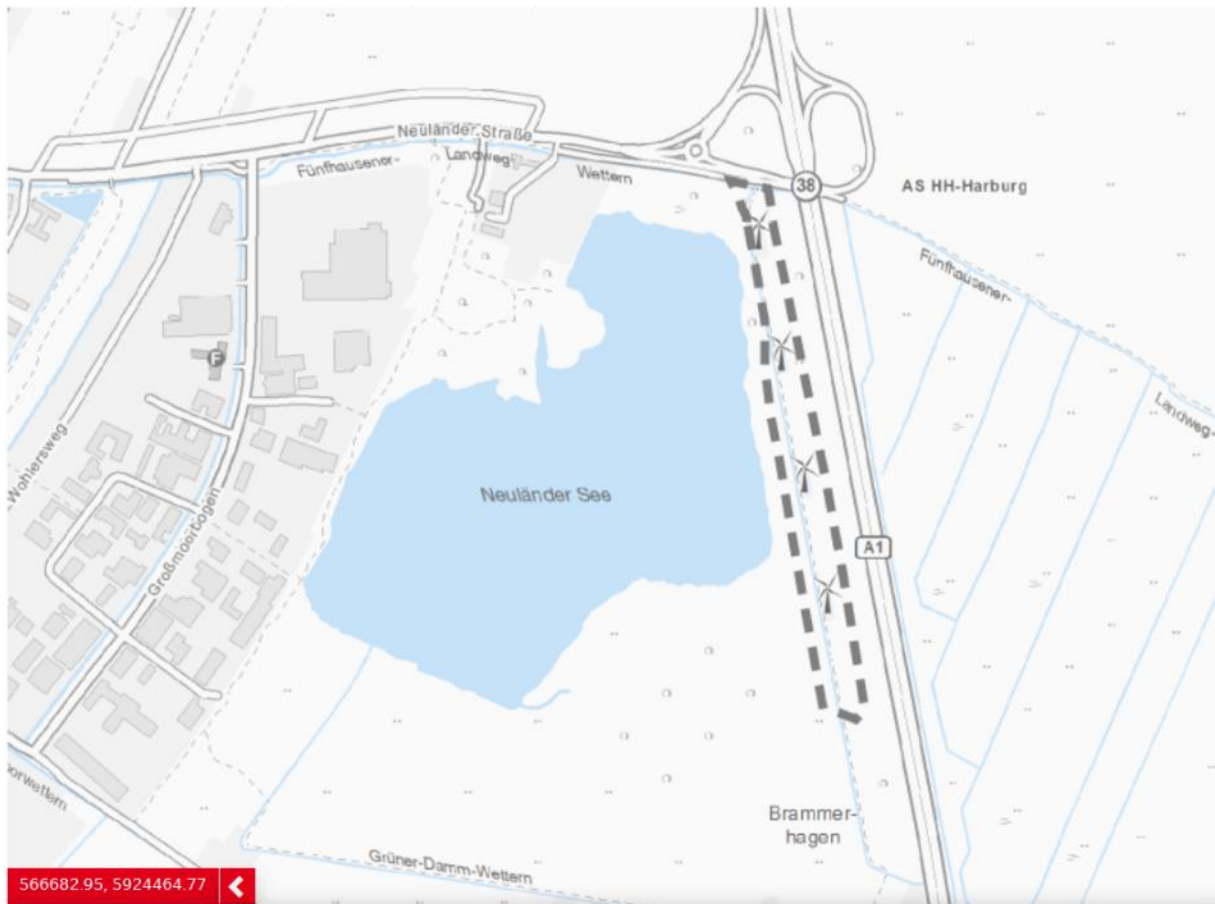 Neuländer Straße
Fünfhausener-
Landweg-
Wettern
38
AS HH-Harburg
Fünfhausener-
Landweg-
F
Wohlersweg
Großmoorbogen
Neuländer See
A1
Brammer-
hagen
Grüner-Damm-Wettern
566682.95, 5924464.77